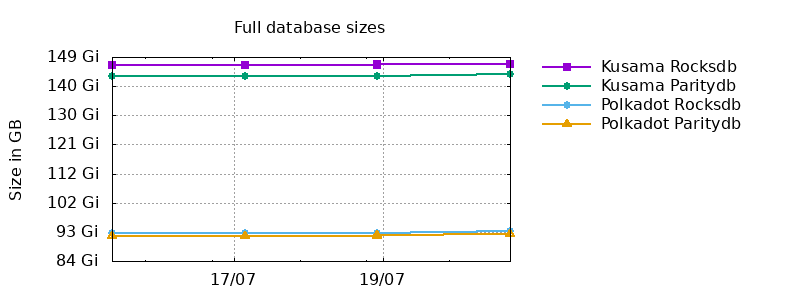 Full database sizes
Size in GB
149 Gi
140 Gi
130 Gi
121 Gi
112 Gi
102 Gi
93 Gi
84 Gi
17/07
19/07
Kusama Rocksdb
Kusama Paritydb
Polkadot Rocksdb
Polkadot Paritydb